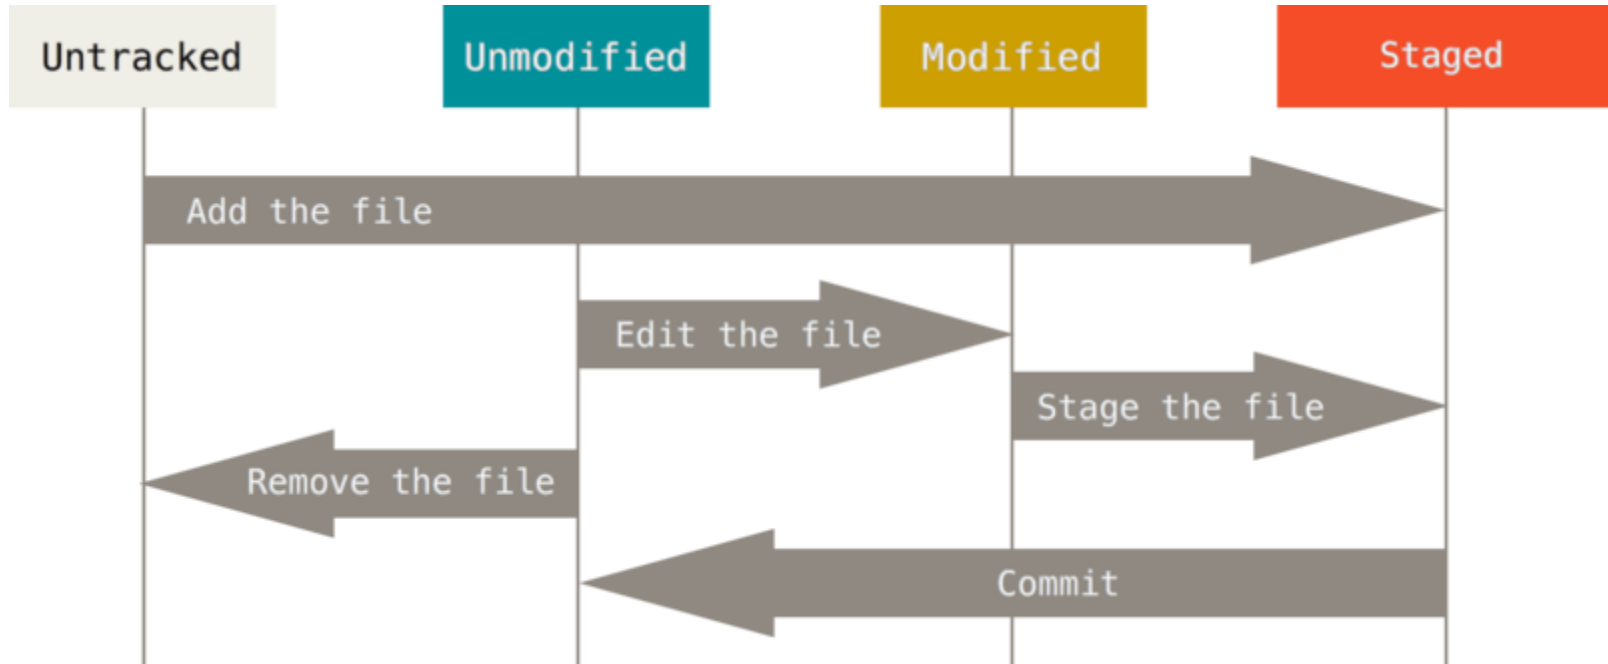 Untracked
Unmodified
Modified
Staged
Add the file
Edit the file
Stage the file
Remove the file
Commit